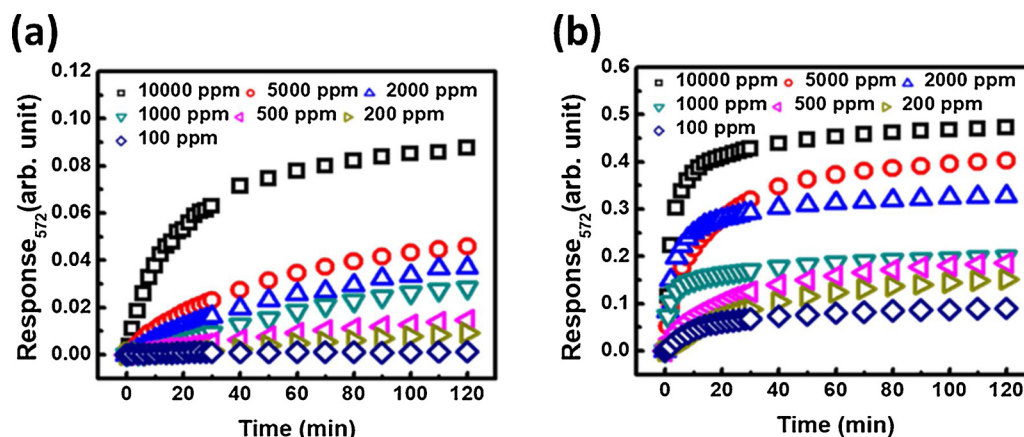 (a)
0.12
0.10
0.08
0.06
0.04
0.02
0.00
Response572(arb. unit)
10000 ppm 5000 ppm 2000 ppm
1000 ppm 500 ppm 200 ppm
100 ppm
0 20 40 60 80 100 120
Time (min)
(b)
0.6
0.5
0.4
0.3
0.2
0.1
0.0
Response572(arb. unit)
10000 ppm 5000 ppm 2000 ppm
1000 ppm 500 ppm 200 ppm
100 ppm
0 20 40 60 80 100 120
Time (min)